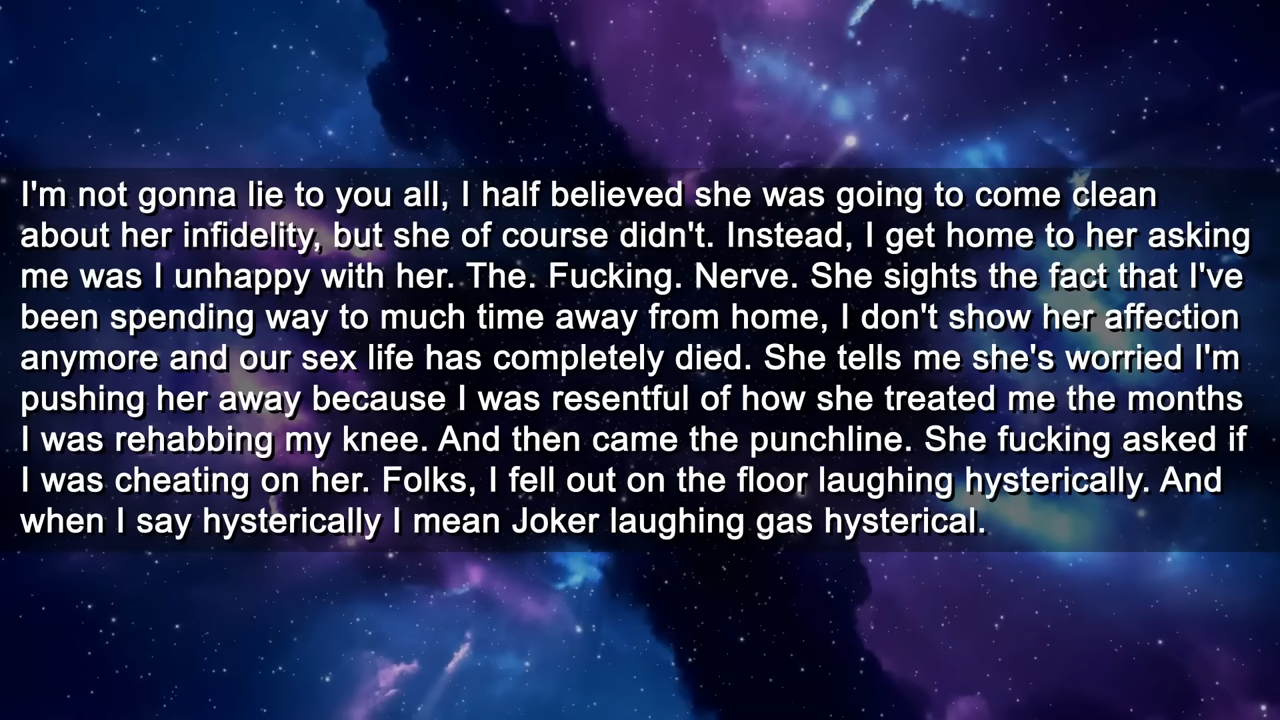 I'm not gonna lie to you all, I half believed she was going to come clean
about her infidelity, but she of course didn't. Instead, I get home to her asking
me was I unhappy with her. The. Fucking. Nerve. She sights the fact that I've
been spending way to much time away from home, I don't show her affection
anymore and our sex life has completely died. She tells me she's worried I'm
pushing her away because I was resentful of how she treated me the months
I was rehabbing my knee. And then came the punchline. She fucking asked if
I was cheating on her. Folks, I fell out on the floor laughing hysterically. And
when I say hysterically I mean Joker laughing gas hysterical.